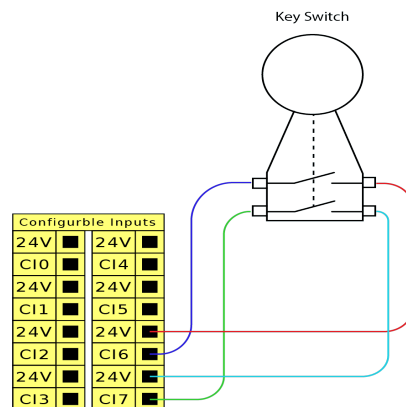 Key Switch
Configurble Inputs
24V 24V
CI0 CI4
24V 24V
CI1 CI5
24V 24V
CI2 CI6
24V 24V
CI3 CI7